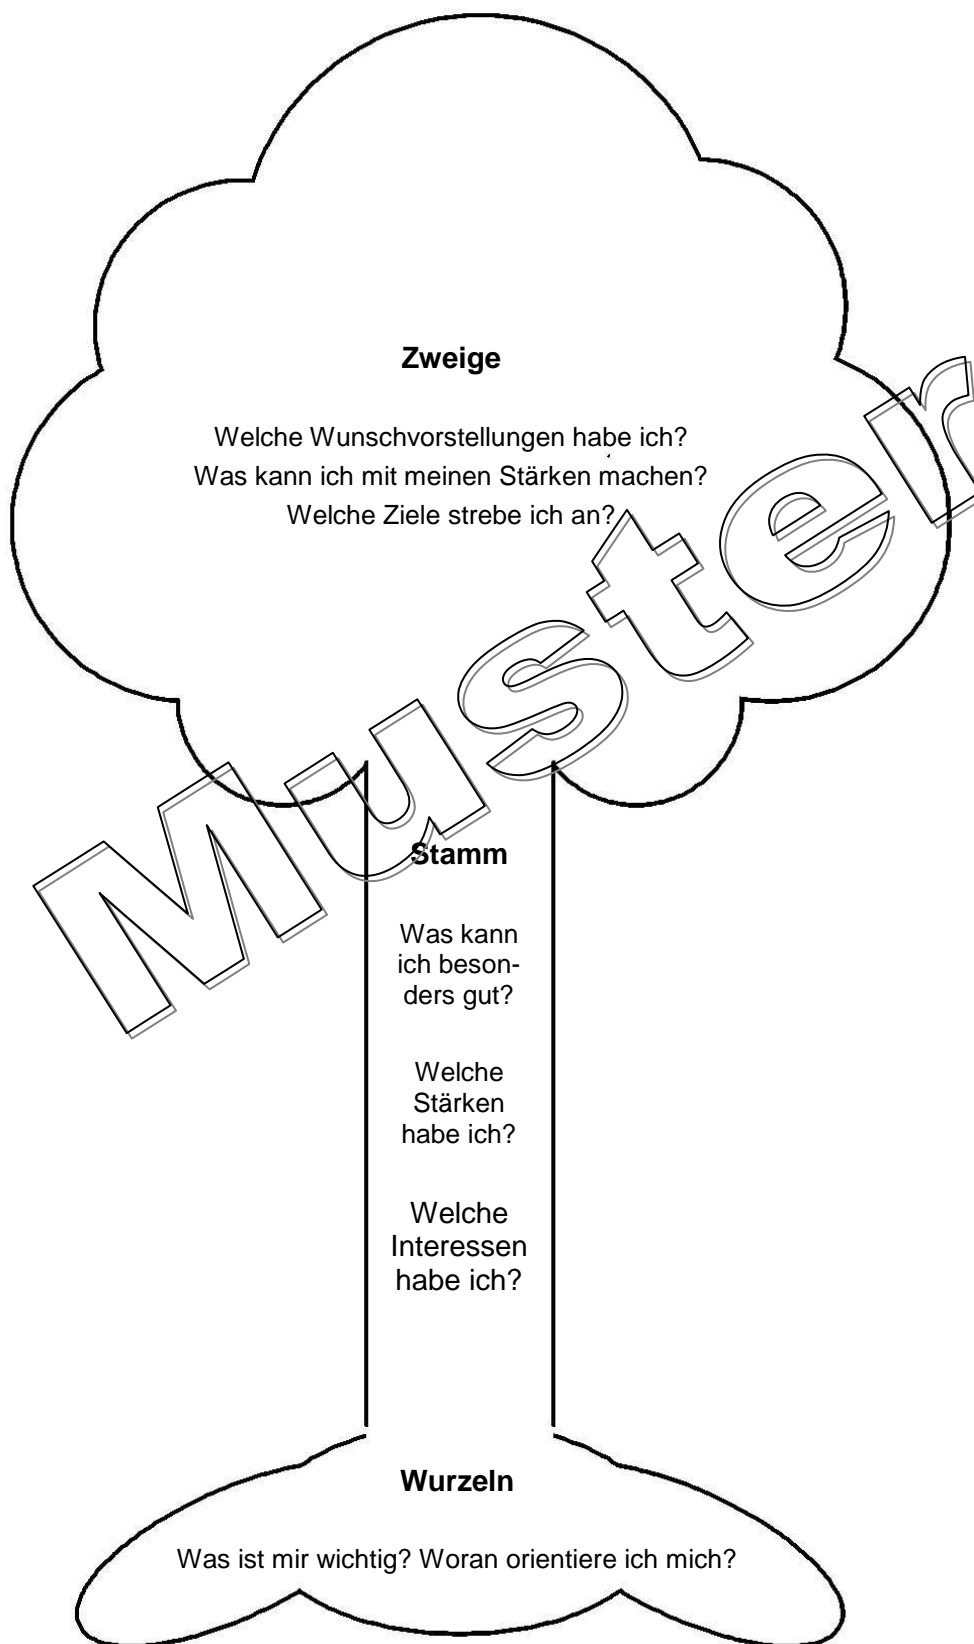 Zweige
Welche Wunschvorstellungen habe ich?
Was kann ich mit meinen Stärken machen?
Welche Ziele strebe ich an?
Muster
Stamm
Was kann
ich beson-
ders gut?
Welche
Stärken
habe ich?
Welche
Interessen
habe ich?
Wurzeln
Was ist mir wichtig? Woran orientiere ich mich?